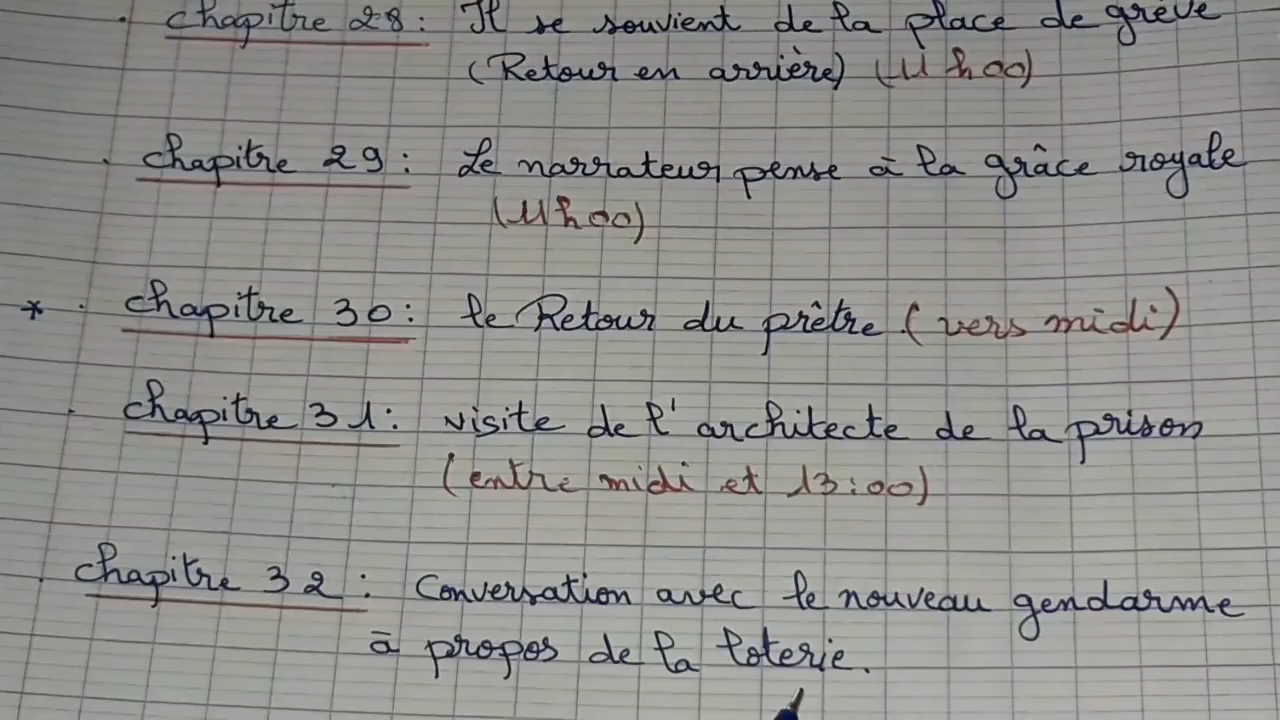 . Chapitre 28 : Il se souvient de la place de grève
(Retour en arrière) (11h00)
. Chapitre 29 : Le narrateur pense à la grâce royale
(11h00)
* . Chapitre 30 : le Retour du prêtre (vers midi)
. Chapitre 31 : visite de l'architecte de la prison
(entre midi et 13:00)
. Chapitre 32 : Conversation avec le nouveau gendarme
à propos de la loterie.